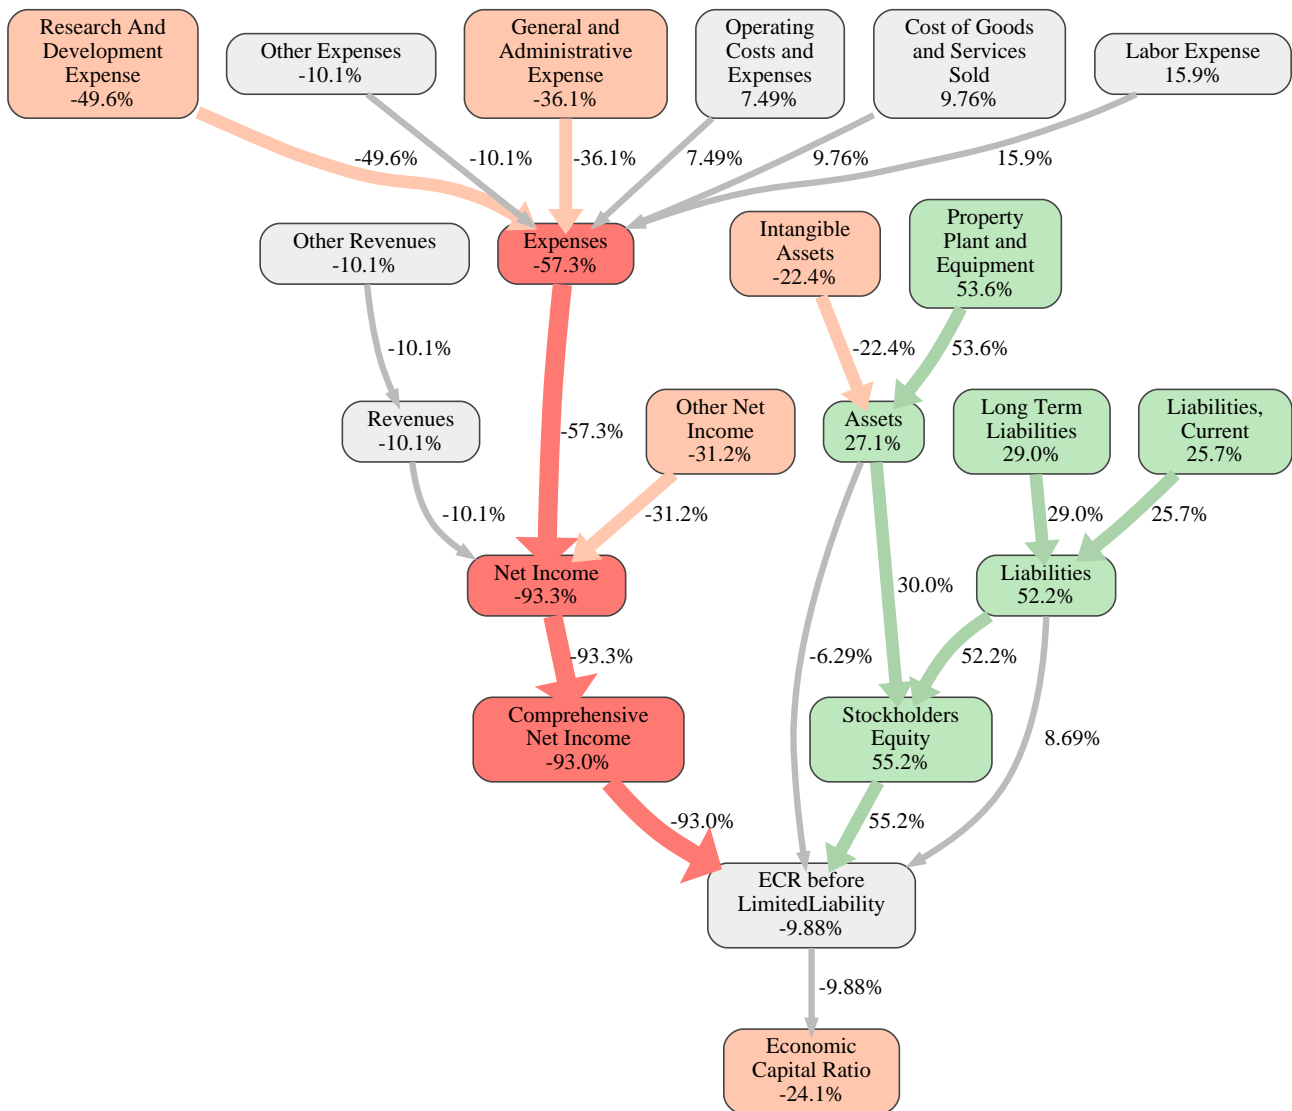 Research And
Development
Expense
-49.6%
Other Expenses
-10.1%
General and
Administrative
Expense
-36.1%
Operating
Costs and
Expenses
7.49%
Cost of Goods
and Services
Sold
9.76%
Labor Expense
15.9%
-49.6%
-10.1%
-36.1%
7.49%
9.76%
15.9%
Other Revenues
-10.1%
Expenses
-57.3%
Intangible
Assets
-22.4%
Property
Plant and
Equipment
53.6%
-10.1%
-22.4%
53.6%
Revenues
-10.1%
-57.3%
Other Net
Income
-31.2%
Assets
27.1%
Long Term
Liabilities
29.0%
Liabilities,
Current
25.7%
-10.1%
-31.2%
29.0%
25.7%
Net Income
-93.3%
30.0%
Liabilities
52.2%
-93.3%
-6.29%
52.2%
Comprehensive
Net Income
-93.0%
Stockholders
Equity
55.2%
8.69%
-93.0%
55.2%
ECR before
LimitedLiability
-9.88%
-9.88%
Economic
Capital Ratio
-24.1%